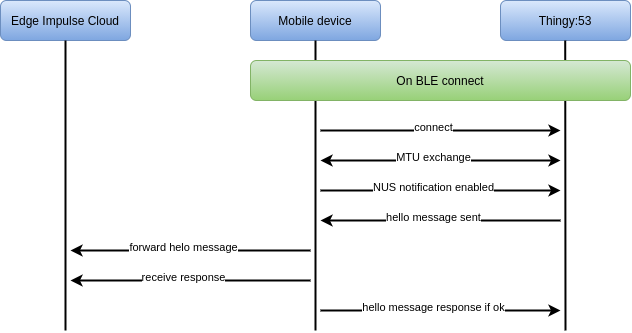 Edge Impulse Cloud
Mobile device
Thingy:53
On BLE connect
connect
MTU exchange
NUS notification enabled
hello message sent
forward helo message
receive response
hello message response if ok